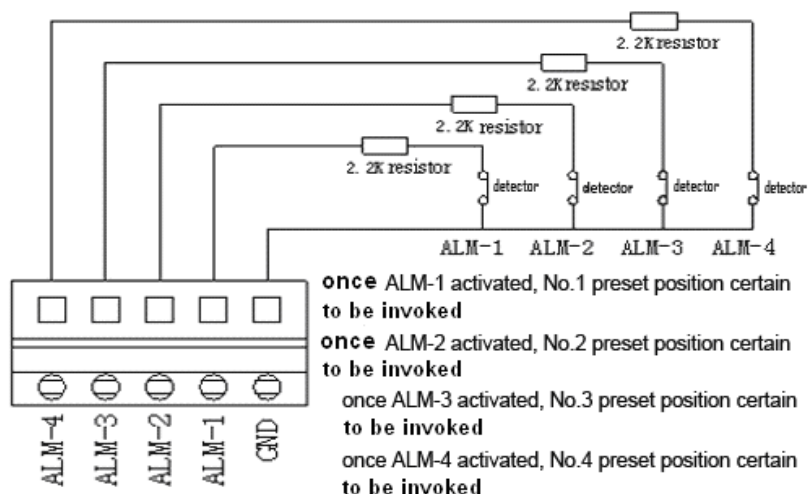 2.2K resistor
2.2K resistor
2.2K resistor
2.2K resistor
detector
detector
detector
detector
ALM-1
ALM-2
ALM-3
ALM-4
once ALM-1 activated, No.1 preset position certain
to be invoked
once ALM-2 activated, No.2 preset position certain
to be invoked
once ALM-3 activated, No.3 preset position certain
to be invoked
once ALM-4 activated, No.4 preset position certain
to be invoked
ALM-4
ALM-3
ALM-2
ALM-1
GND